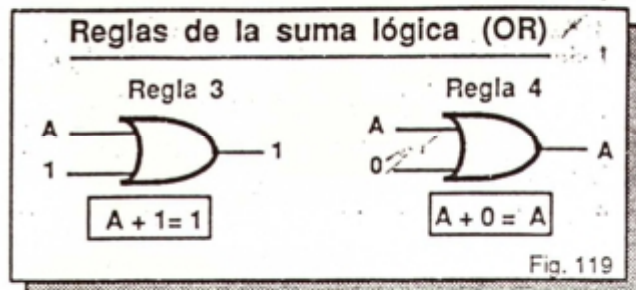 Reglas de la suma lógica (OR)
Regla 3
A
1
1
A + 1= 1
Regla 4
A
0
A
A + 0 = A
Fig. 119